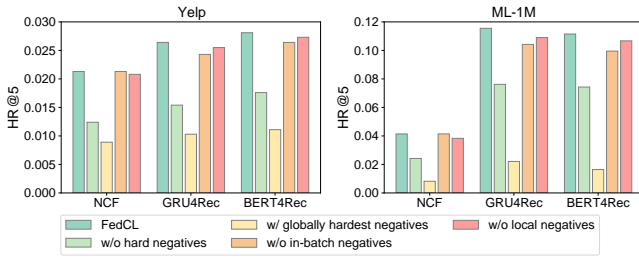 Yelp
ML-1M
HR @5
0.030
0.025
0.020
0.015
0.010
0.005
0.000
NCF GRU4Rec BERT4Rec
HR @5
0.12
0.10
0.08
0.06
0.04
0.02
0.00
NCF GRU4Rec BERT4Rec
FedCL
w/o hard negatives
w/ globally hardest negatives
w/o in-batch negatives
w/o local negatives